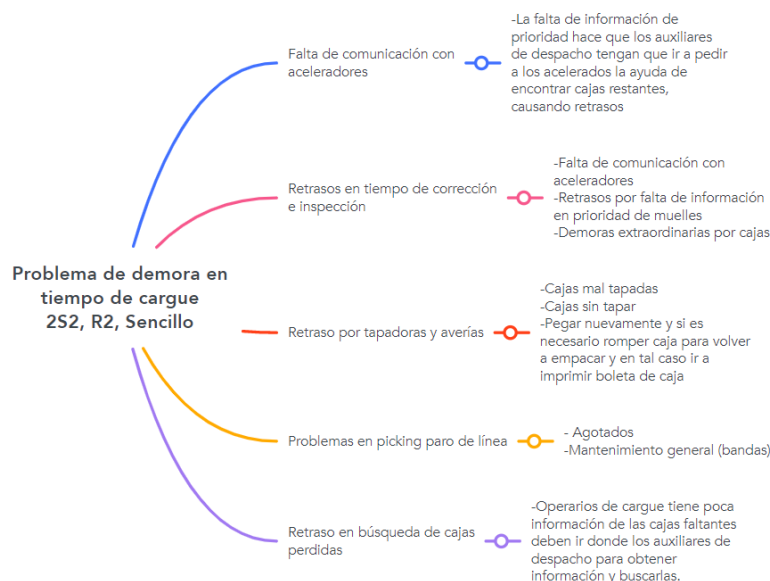 Problema de demora en
tiempo de cargue
2S2, R2, Sencillo
Falta de comunicación con
aceleradores
-La falta de información de
prioridad hace que los auxiliares
de despacho tengan que ir a pedir
a los acelerados la ayuda de
encontrar cajas restantes,
causando retrasos
Retrasos en tiempo de corrección
e inspección
-Falta de comunicación con
aceleradores
-Retrasos por falta de información
en prioridad de muelles
-Demoras extraordinarias por cajas
Retraso por tapadoras y averías
-Cajas mal tapadas
-Cajas sin tapar
-Pegar nuevamente y si es
necesario romper caja para volver
a empacar y en tal caso ir a
imprimir boleta de caja
Problemas en picking paro de línea
- Agotados
-Mantenimiento general (bandas)
Retraso en búsqueda de cajas
perdidas
-Operarios de cargue tiene poca
información de las cajas faltantes
deben ir donde los auxiliares de
despacho para obtener
información y buscarlas.